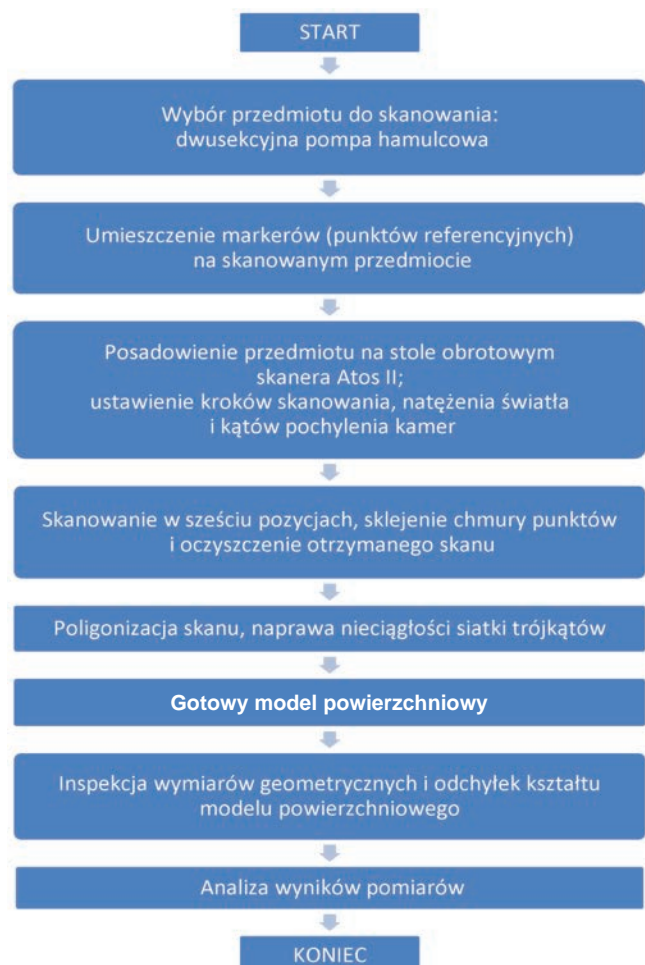 START
Wybór przedmiotu do skanowania:
dwusekcyjna pompa hamulcowa
Umieszczenie markerów (punktów referencyjnych)
na skanowanym przedmiocie
Posadowienie przedmiotu na stole obrotowym
skanera Atos II;
ustawienie kroków skanowania, natężenia światła
i kątów pochylenia kamer
Skanowanie w sześciu pozycjach, sklejenie chmury punktów
i oczyszczenie otrzymanego skanu
Poligonizacja skanu, naprawa nieciągłości siatki trójkątów
Gotowy model powierzchniowy
Inspekcja wymiarów geometrycznych i odchyłek kształtu
modelu powierzchniowego
Analiza wyników pomiarów
KONIEC